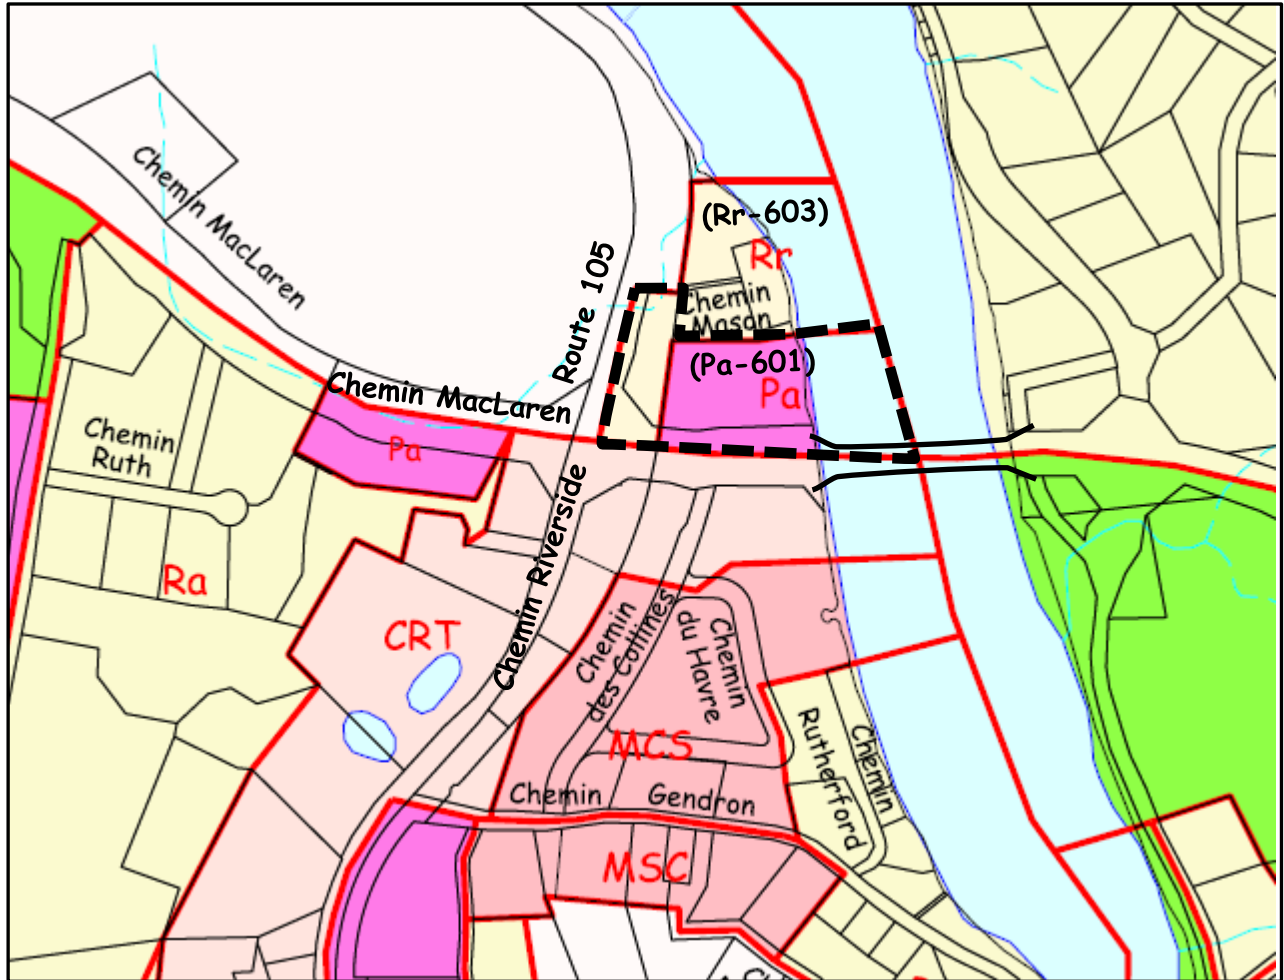 Chemin MacLaren
(Rr-603)
Rr
Route 105
Chemin
Mason
(Pa-601)
Pa
Chemin MacLaren
Pa
Chemin
Ruth
Ra
Chemin Riverside
CRT
Chemin
des Collines
Chemin
du Havre
MCS
Chemin Gendron
Chemin
Rutherford
MSC